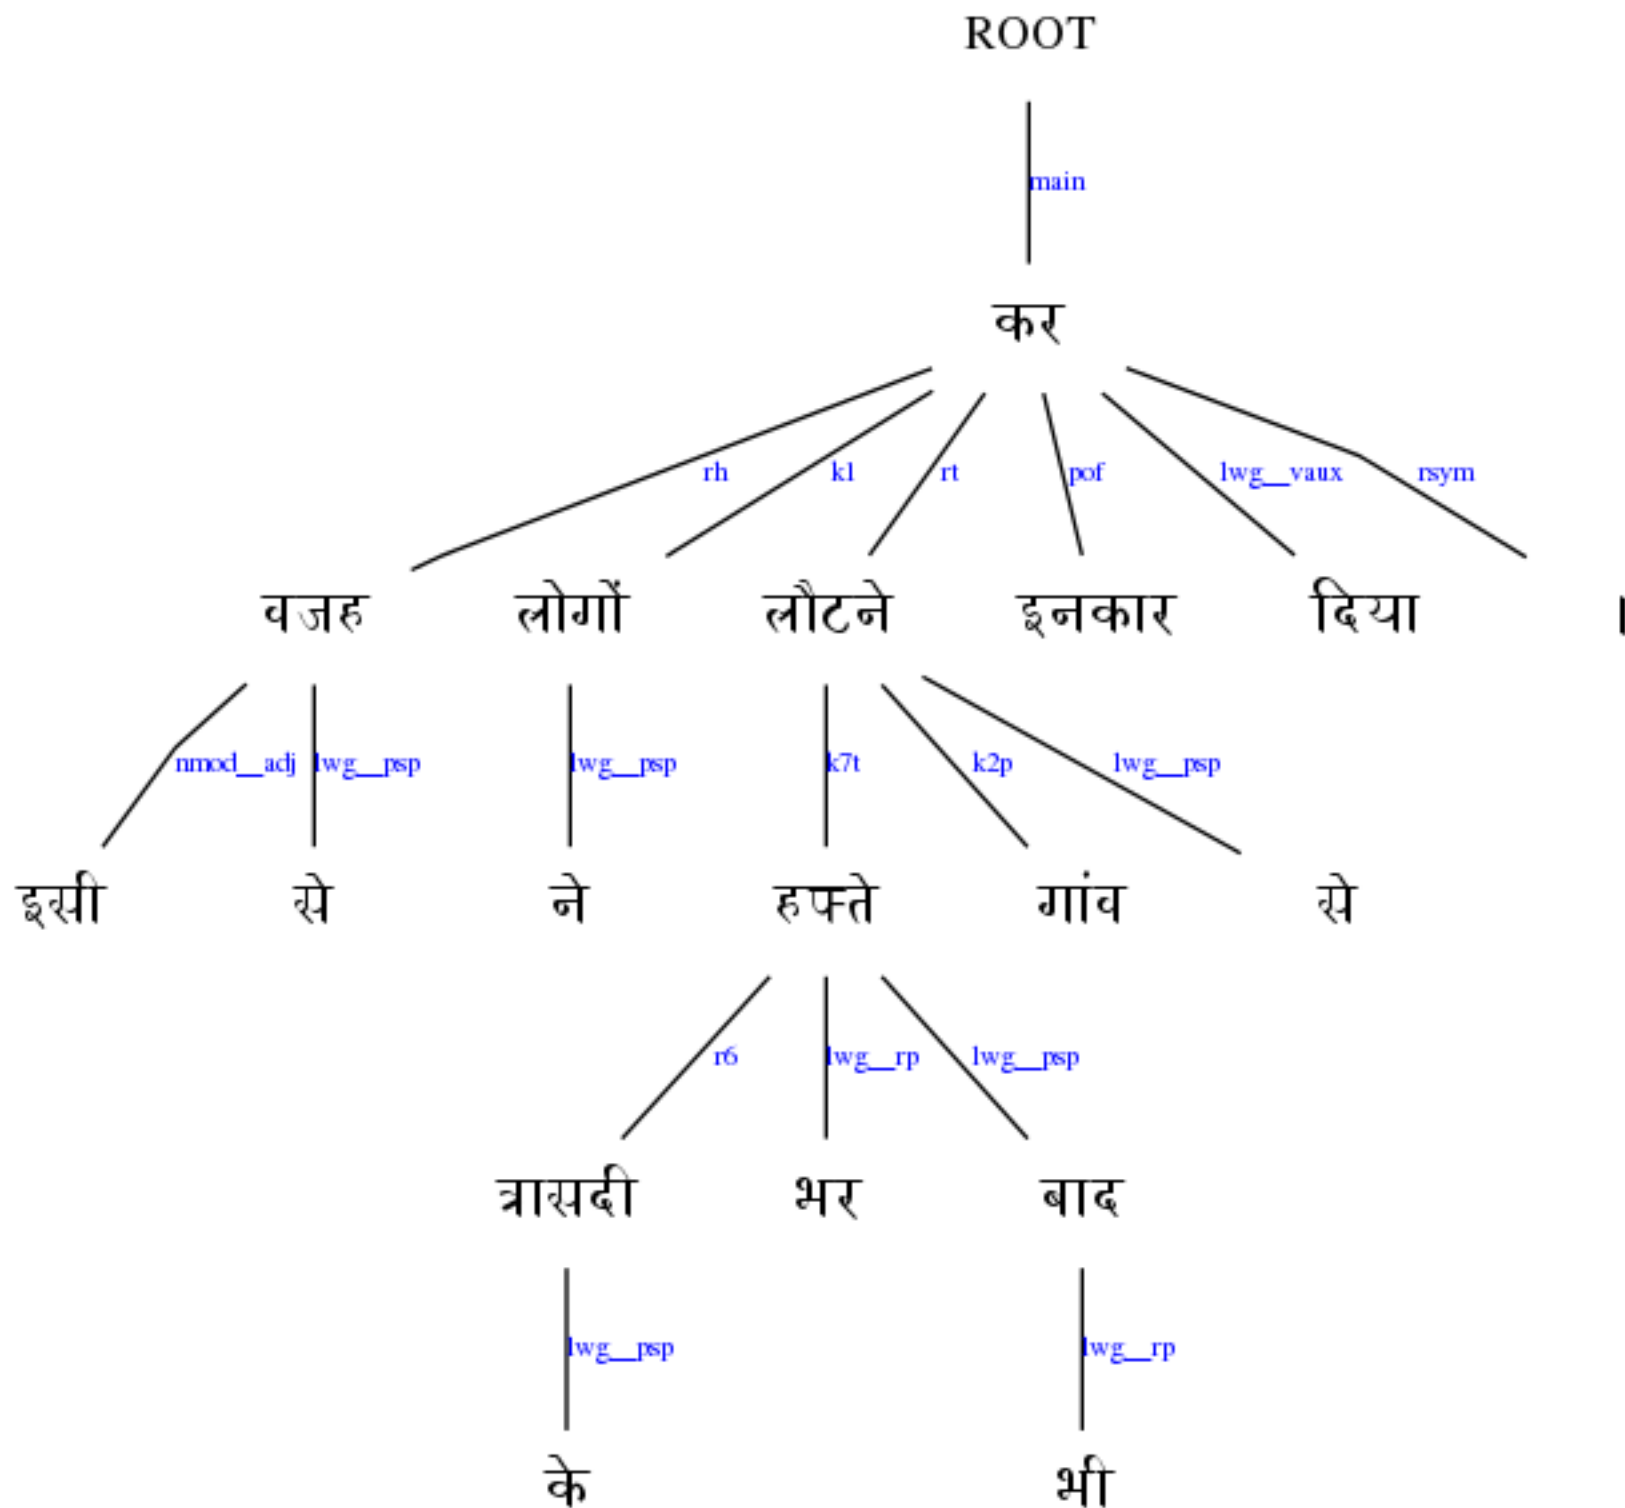 ROOT
main
कर
rh k1 rt pof lwg__vaux rsym
वजह लोगों लौटने इनकार दिया ।
nmod__adj lwg__psp lwg__psp k7t k2p lwg__psp
इसी से ने हफ्ते गांव से
r6 lwg__rp lwg__psp
त्रासदी भर बाद
lwg__psp lwg__rp
के भी